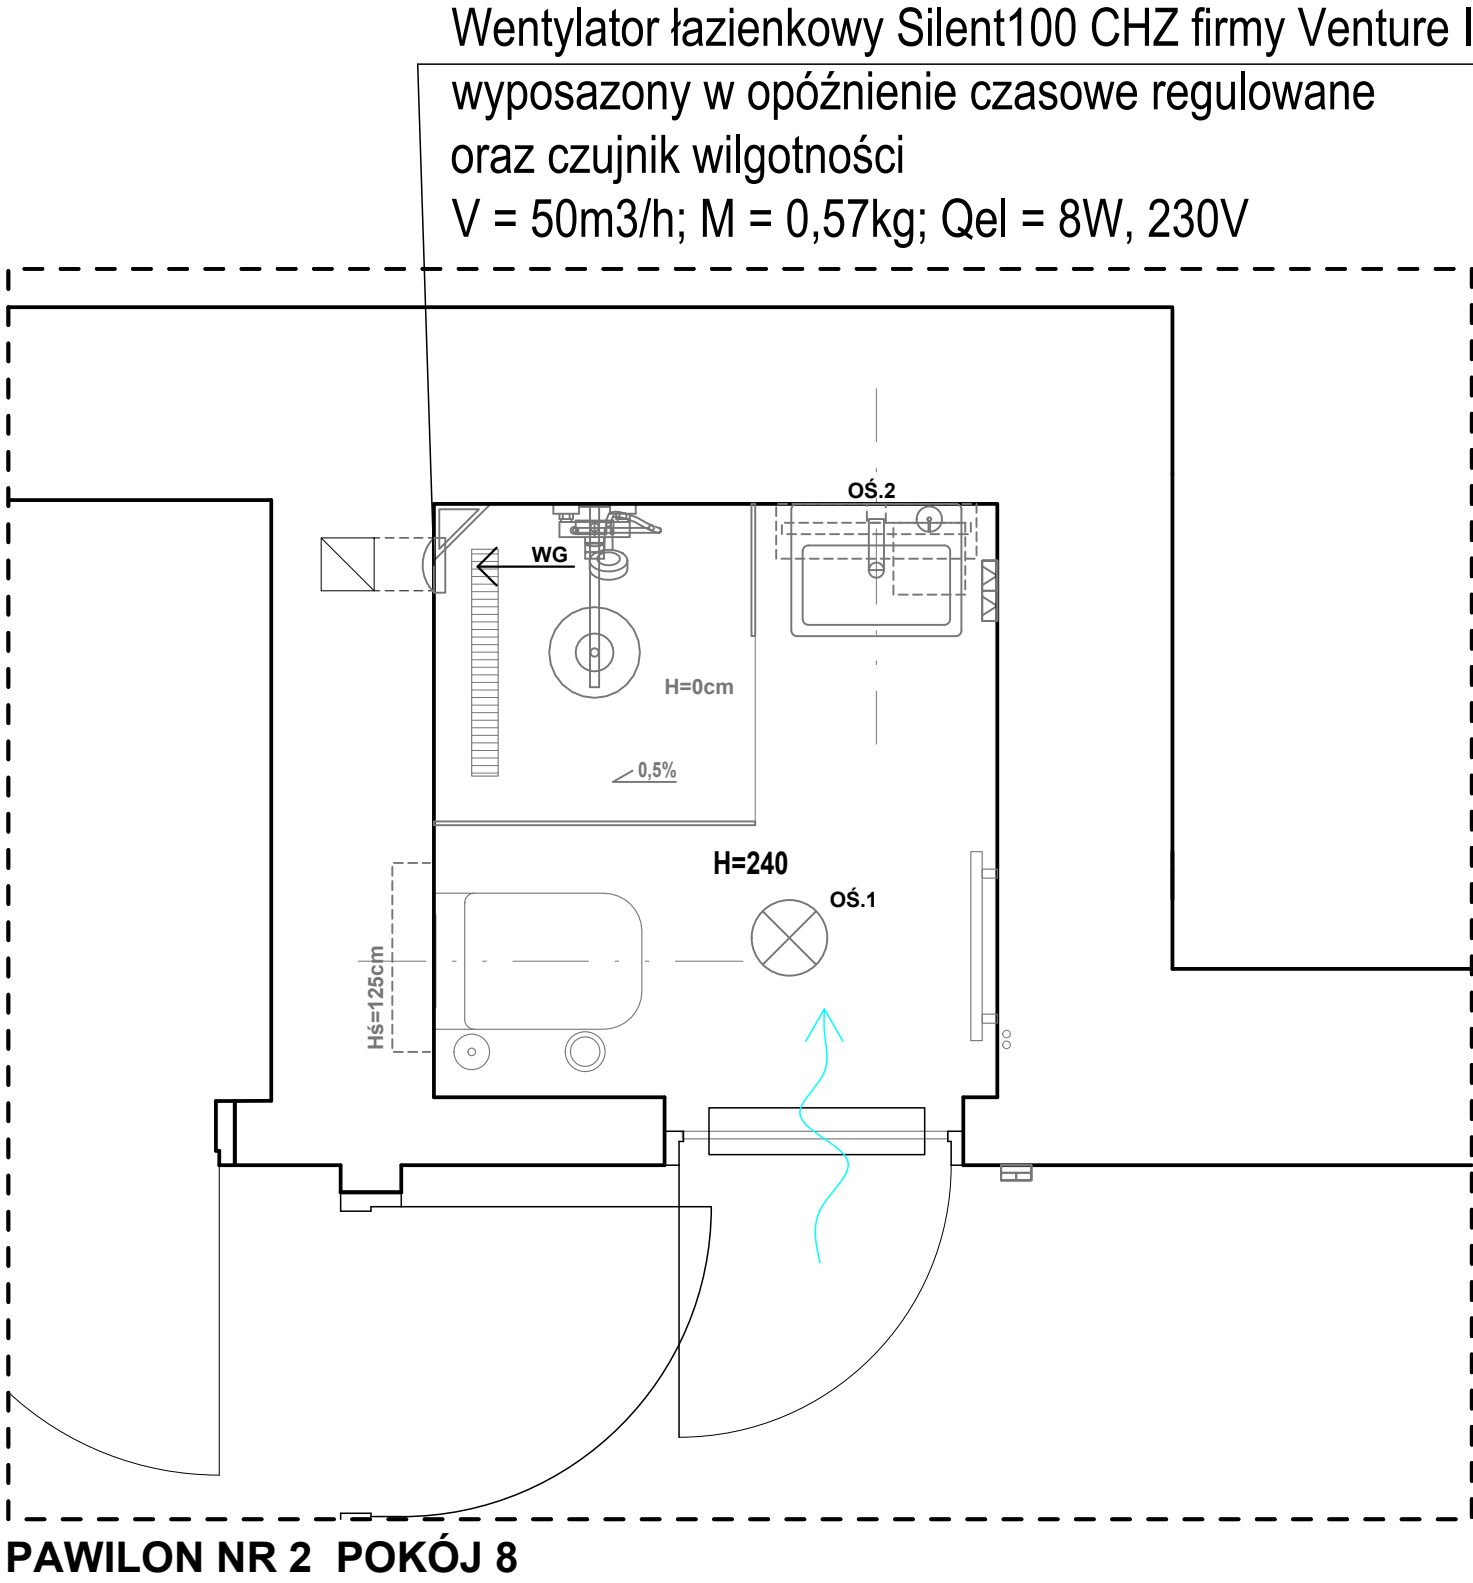 Wentylator łazienkowy Silent100 CHZ firmy Venture
wyposazony w opóźnienie czasowe regulowane
oraz czujnik wilgotności
V = 50m3/h; M = 0,57kg; Qel = 8W, 230V
OŚ.2
WG
H=0cm
0,5%
H=240
OŚ.1
Hś=125cm
PAWILON NR 2 POKÓJ 8